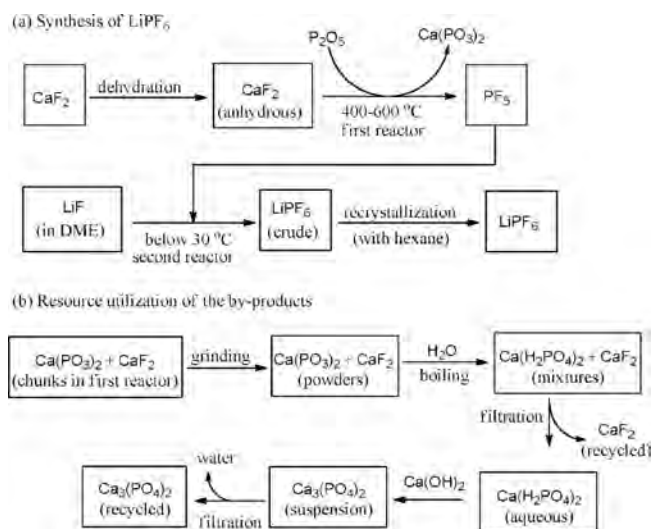 (a) Synthesis of LiPF₆
P₂O₅
Ca(PO₃)₂
CaF₂
dehydration
CaF₂
(anhydrous)
400-600 °C
first reactor
PF₅
LiF
(in DME)
below 30 °C
second reactor
LiPF₆
(crude)
recrystallization
(with hexane)
LiPF₆
(b) Resource utilization of the by-products
Ca(PO₃)₂ + CaF₂
(chunks in first reactor)
grinding
Ca(PO₃)₂ + CaF₂
(powders)
H₂O
boiling
Ca(H₂PO₄)₂ + CaF₂
(mixtures)
filtration
CaF₂
(recycled)
Ca₃(PO₄)₂
(recycled)
water
filtration
Ca₃(PO₄)₂
(suspension)
Ca(OH)₂
Ca(H₂PO₄)₂
(aqueous)